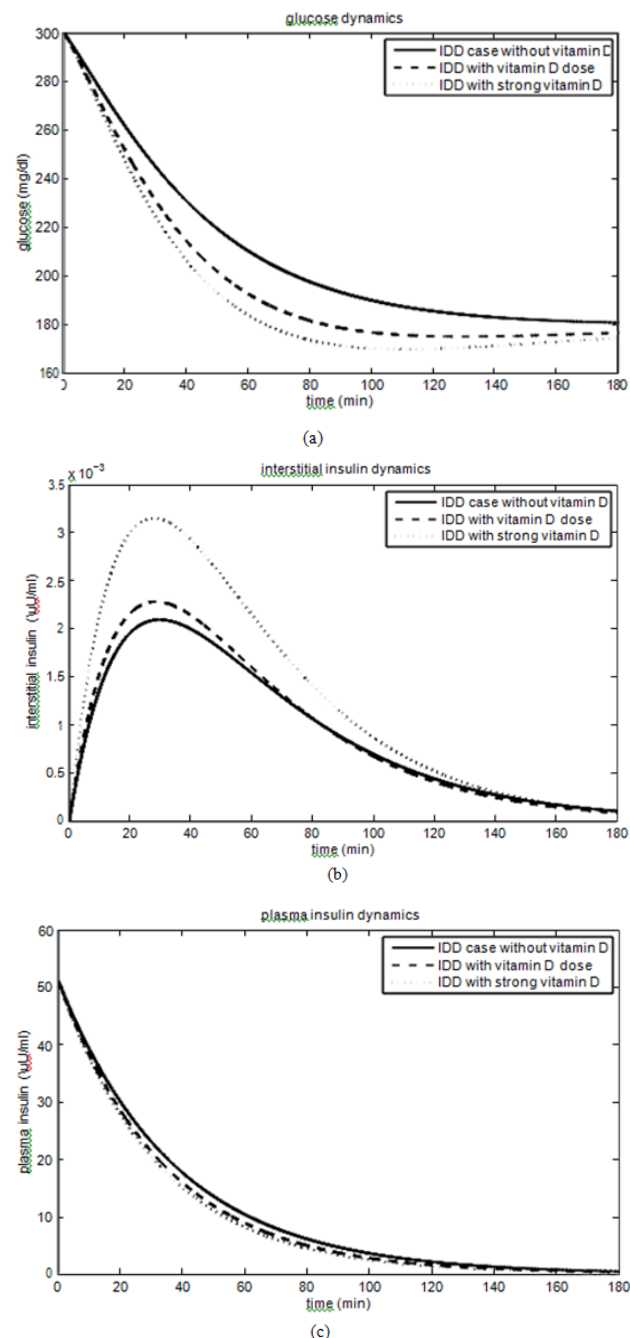 glucose dynamics
IDD case without vitamin D
IDD with vitamin D dose
IDD with strong vitamin D
300
280
260
240
220
200
180
160
glucose (mg/dl)
0 20 40 60 80 100 120 140 160 180
time (min)
(a)
x 10⁻³
interstitial insulin dynamics
IDD case without vitamin D
IDD with vitamin D dose
IDD with strong vitamin D
3.5
3
2.5
2
1.5
1
0.5
0
interstitial insulin (\uU/ml)
0 20 40 60 80 100 120 140 160 180
time (min)
(b)
plasma insulin dynamics
IDD case without vitamin D
IDD with vitamin D dose
IDD with strong vitamin D
60
50
40
30
20
10
0
plasma insulin (\uU/ml)
0 20 40 60 80 100 120 140 160 180
time (min)
(c)